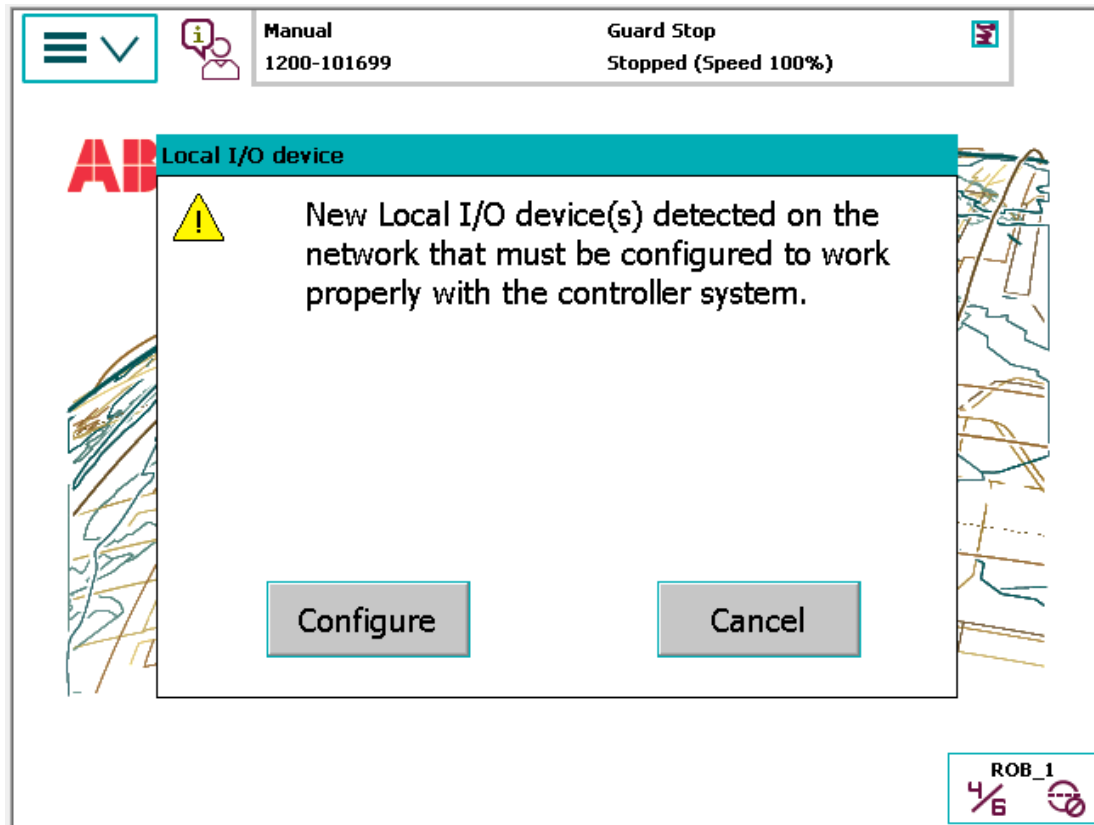 Manual
Guard Stop
1200-101699
Stopped (Speed 100%)
AB
Local I/O device
New Local I/O device(s) detected on the
network that must be configured to work
properly with the controller system.
Configure
Cancel
ROB_1
4/6